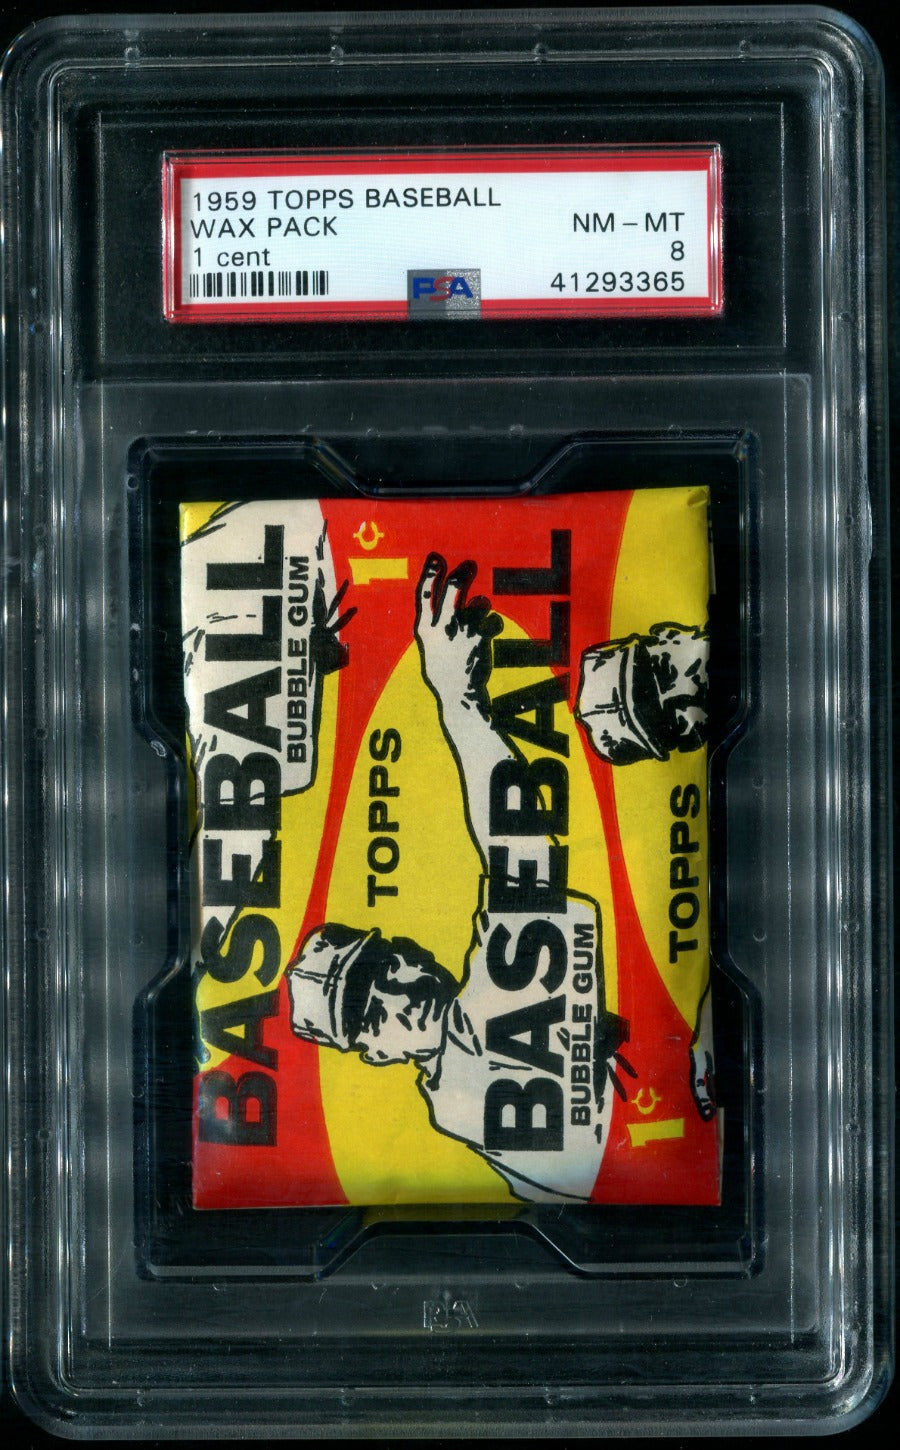 1959 TOPPS BASEBALL
WAX PACK
NM - MT
1 cent
8
PSA
41293365
BASEBALL
BUBBLE GUM
1¢
TOPPS
BASEBALL
BUBBLE GUM
1¢
TOPPS
PSA